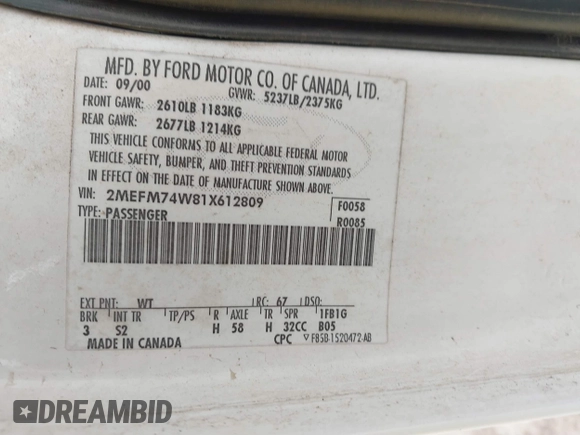 MFD. BY FORD MOTOR CO. OF CANADA, LTD.
DATE: 09/00 GVWR: 5237LB/2375KG
FRONT GAWR: 2610LB 1183KG
REAR GAWR: 2677LB 1214KG
THIS VEHICLE CONFORMS TO ALL APPLICABLE FEDERAL MOTOR
VEHICLE SAFETY, BUMPER, AND THEFT PREVENTION STANDARDS
IN EFFECT ON THE DATE OF MANUFACTURE SHOWN ABOVE.
VIN: 2MEFM74W81X612809 F0058
TYPE: PASSENGER R0085
EXT PNT: WT RC: 67 DSO:
BRK INT TR TP/PS R AXLE TR SPR 1FB1G
3 S2 H 58 H 32CC B05
MADE IN CANADA CPC F85B-1520472-AB
DREAMBID